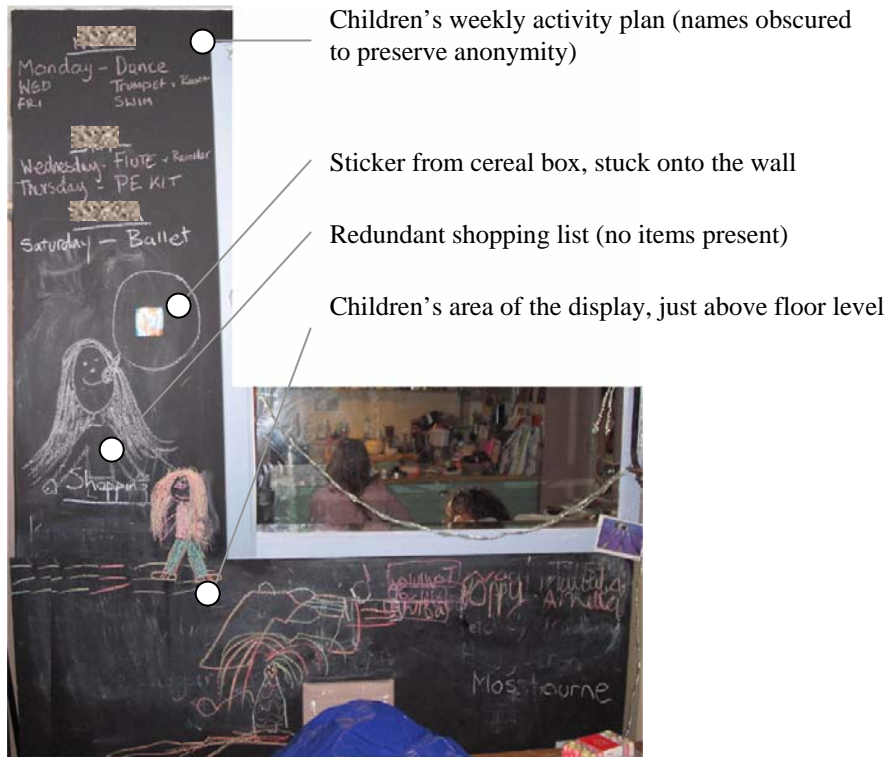 Children's weekly activity plan (names obscured
to preserve anonymity)
Monday - Dance
WED TRUMPET + Recorder
FRI SWIM
Sticker from cereal box, stuck onto the wall
Wednesday - FLUTE + Recorder
Thursday - PE KIT
Redundant shopping list (no items present)
Saturday - Ballet
Children's area of the display, just above floor level
Shopping
POPPY
Mossbourne